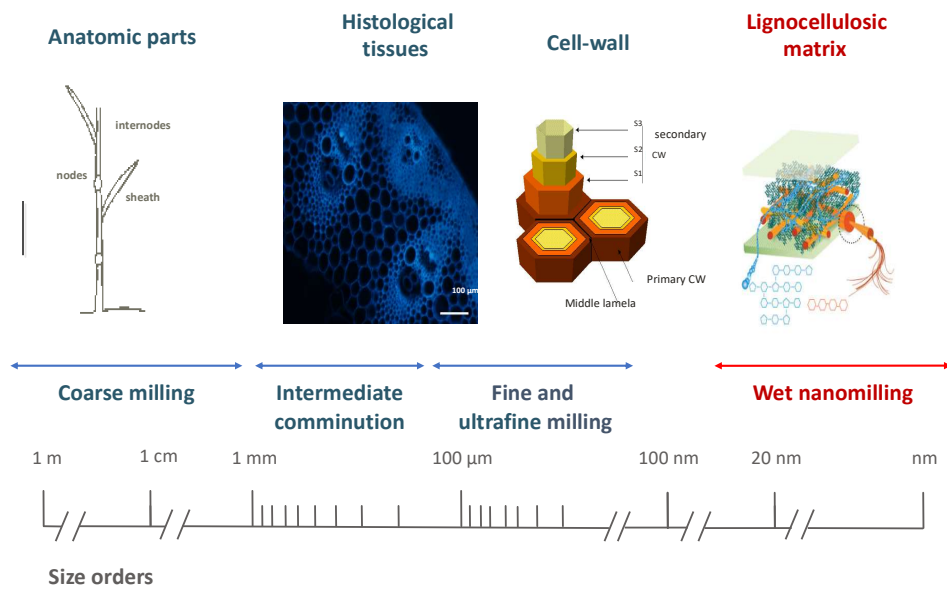 Anatomic parts
Histological
tissues
Cell-wall
Lignocellulosic
matrix
internodes
nodes
sheath
100 µm
S3
secondary
S2
CW
S1
Primary CW
Middle lamela
Coarse milling
Intermediate
comminution
Fine and
ultrafine milling
Wet nanomilling
1 m
1 cm
1 mm
100 µm
100 nm
20 nm
nm
Size orders